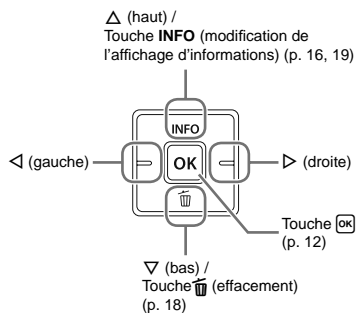 △ (haut) /
Touche INFO (modification de
l'affichage d'informations) (p. 16, 19)
INFO
◁ (gauche)
OK
▷ (droite)
Touche OK
(p. 12)
▽ (bas) /
Touche (effacement)
(p. 18)